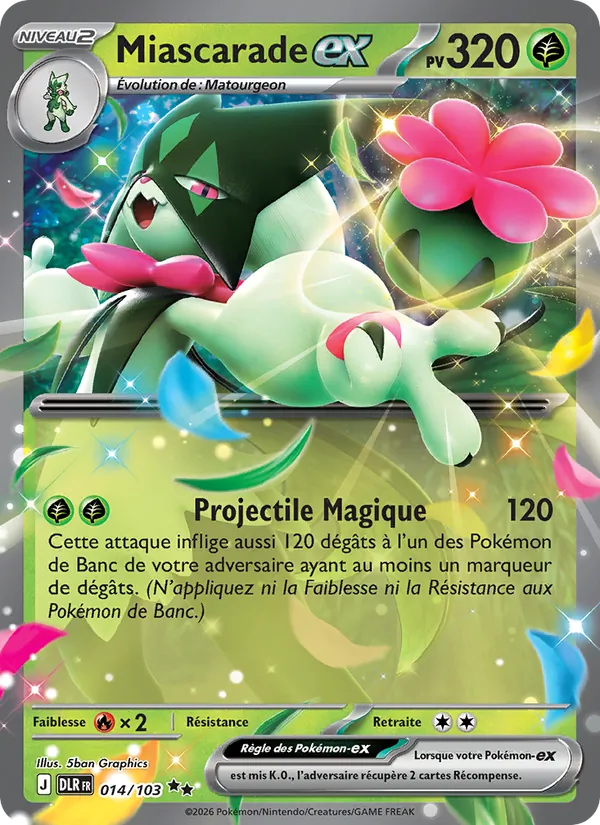 NIVEAU 2
Miascarade ex
PV 320
Évolution de : Matourgeon
Projectile Magique 120
Cette attaque inflige aussi 120 dégâts à l'un des Pokémon
de Banc de votre adversaire ayant au moins un marqueur
de dégâts. (N'appliquez ni la Faiblesse ni la Résistance aux
Pokémon de Banc.)
Faiblesse × 2 Résistance Retraite
Illus. 5ban Graphics
Règle des Pokémon-ex Lorsque votre Pokémon-ex
est mis K.O., l'adversaire récupère 2 cartes Récompense.
J DLR FR 014/103 ★★
©2026 Pokémon/Nintendo/Creatures/GAME FREAK